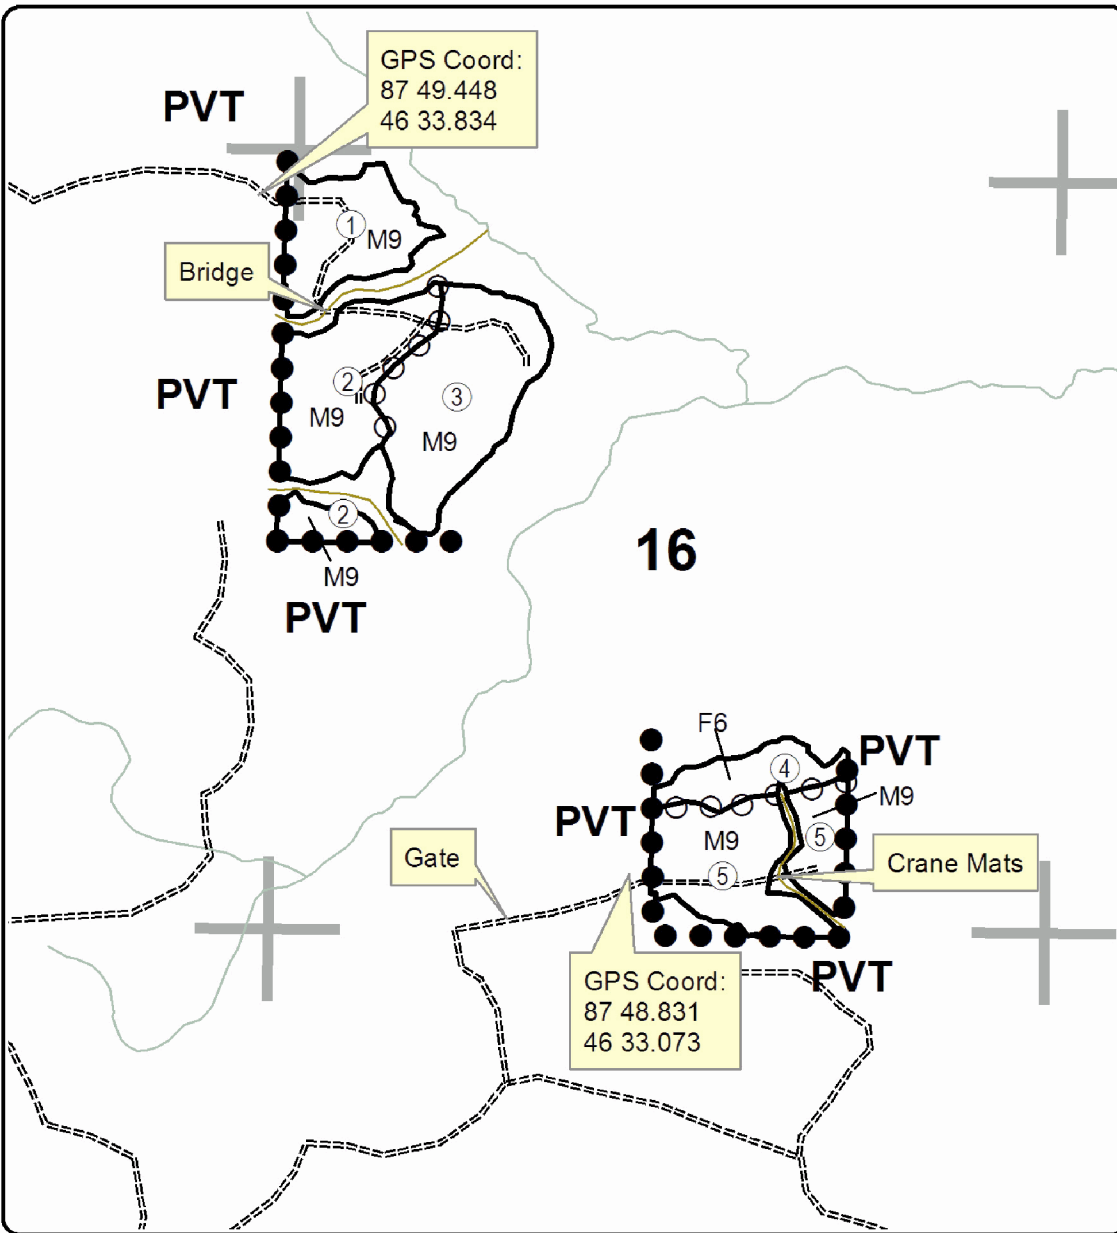 GPS Coord:
87 49.448
46 33.834
PVT
1
M9
Bridge
PVT
2
3
M9
M9
2
M9
PVT
16
F6
PVT
4
M9
PVT
M9
5
5
Gate
Crane Mats
GPS Coord:
87 48.831
46 33.073
PVT